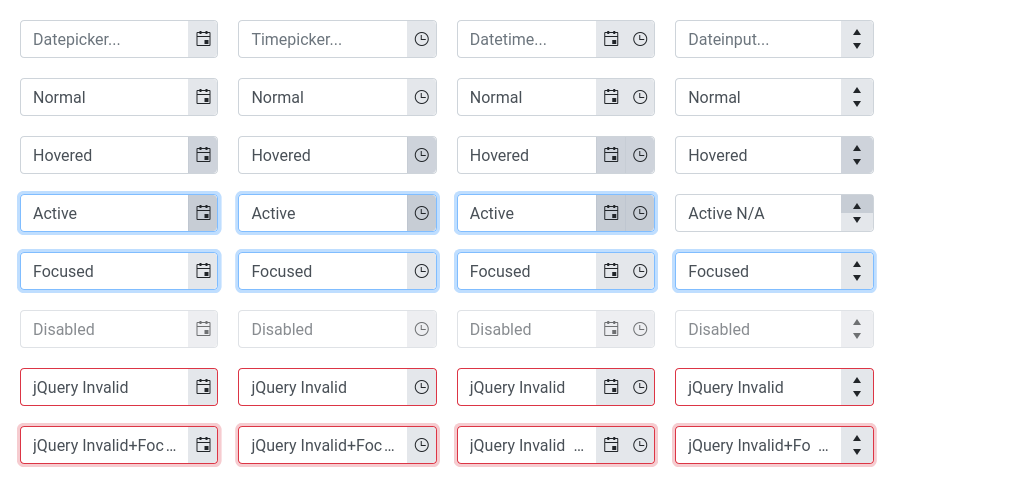 Datepicker... Timepicker... Datetime... Dateinput...
Normal Normal Normal Normal
Hovered Hovered Hovered Hovered
Active Active Active Active N/A
Focused Focused Focused Focused
Disabled Disabled Disabled Disabled
jQuery Invalid jQuery Invalid jQuery Invalid jQuery Invalid
jQuery Invalid+Foc... jQuery Invalid+Foc... jQuery Invalid ... jQuery Invalid+Fo ...